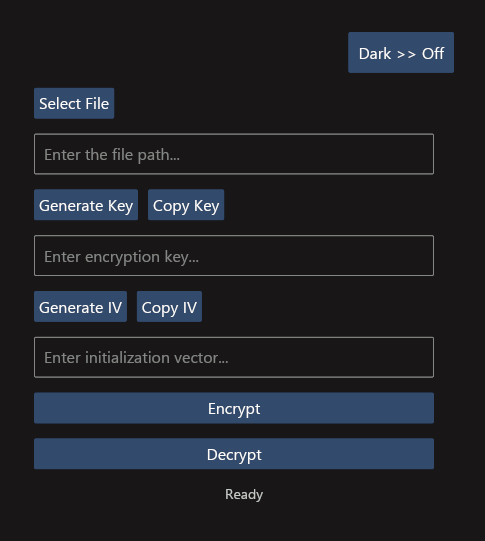 Dark >> Off
Select File
Enter the file path...
Generate Key Copy Key
Enter encryption key...
Generate IV Copy IV
Enter initialization vector...
Encrypt
Decrypt
Ready